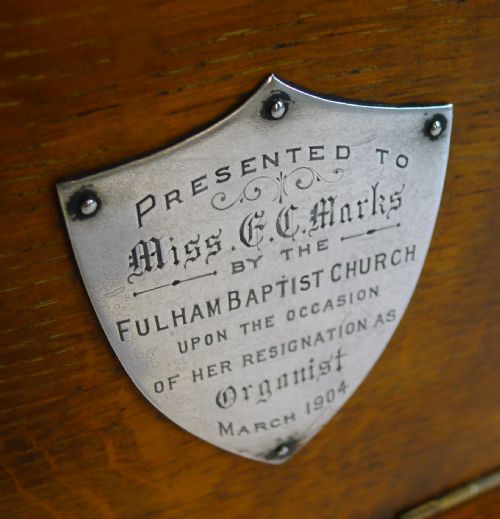 PRESENTED TO
Miss. E. C. Marks
BY THE
FULHAM BAPTIST CHURCH
UPON THE OCCASION
OF HER RESIGNATION AS
Organist
MARCH 1904